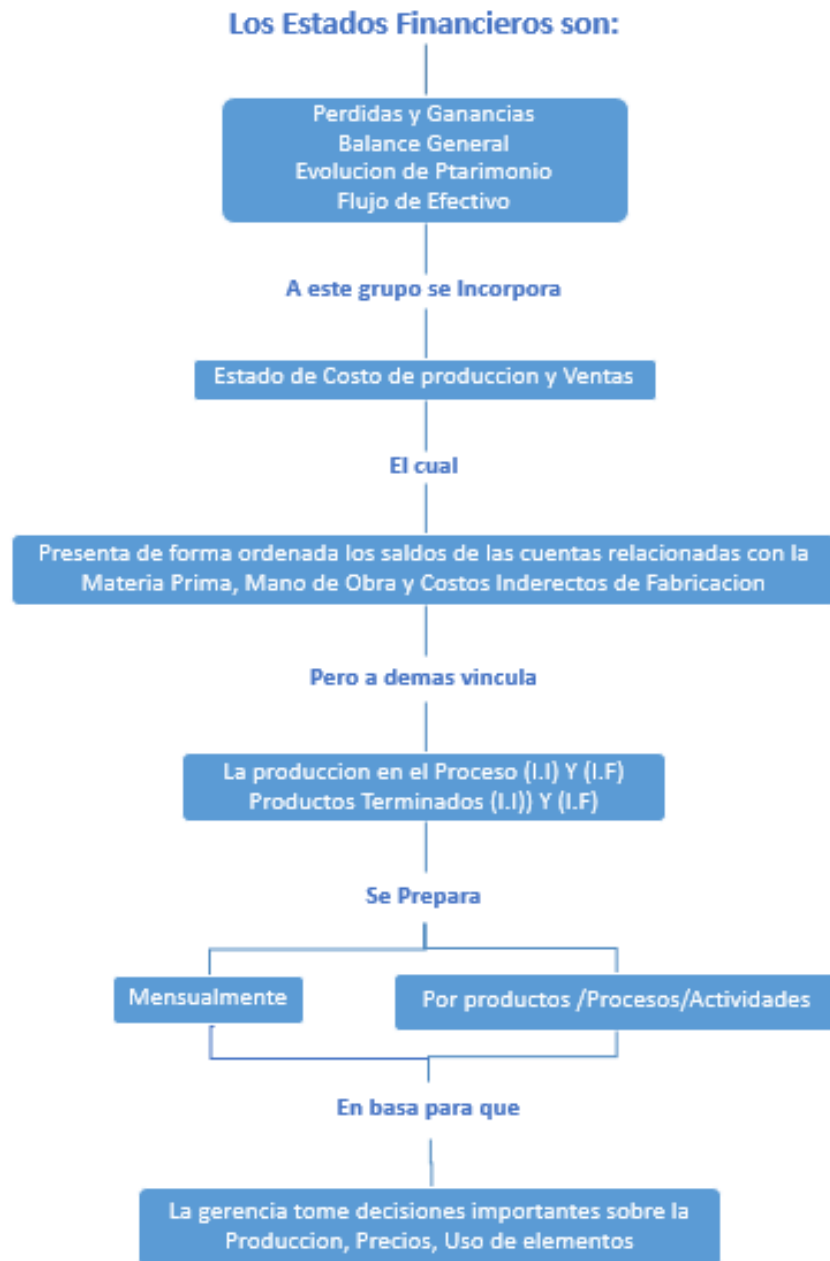 Los Estados Financieros son:
Perdidas y Ganancias
Balance General
Evolucion de Ptarimonio
Flujo de Efectivo
A este grupo se Incorpora
Estado de Costo de produccion y Ventas
El cual
Presenta de forma ordenada los saldos de las cuentas relacionadas con la
Materia Prima, Mano de Obra y Costos Inderectos de Fabricacion
Pero a demas vincula
La produccion en el Proceso (I.I) Y (I.F)
Productos Terminados (I.I)) Y (I.F)
Se Prepara
Mensualmente
Por productos /Procesos/Actividades
En basa para que
La gerencia tome decisiones importantes sobre la
Produccion, Precios, Uso de elementos